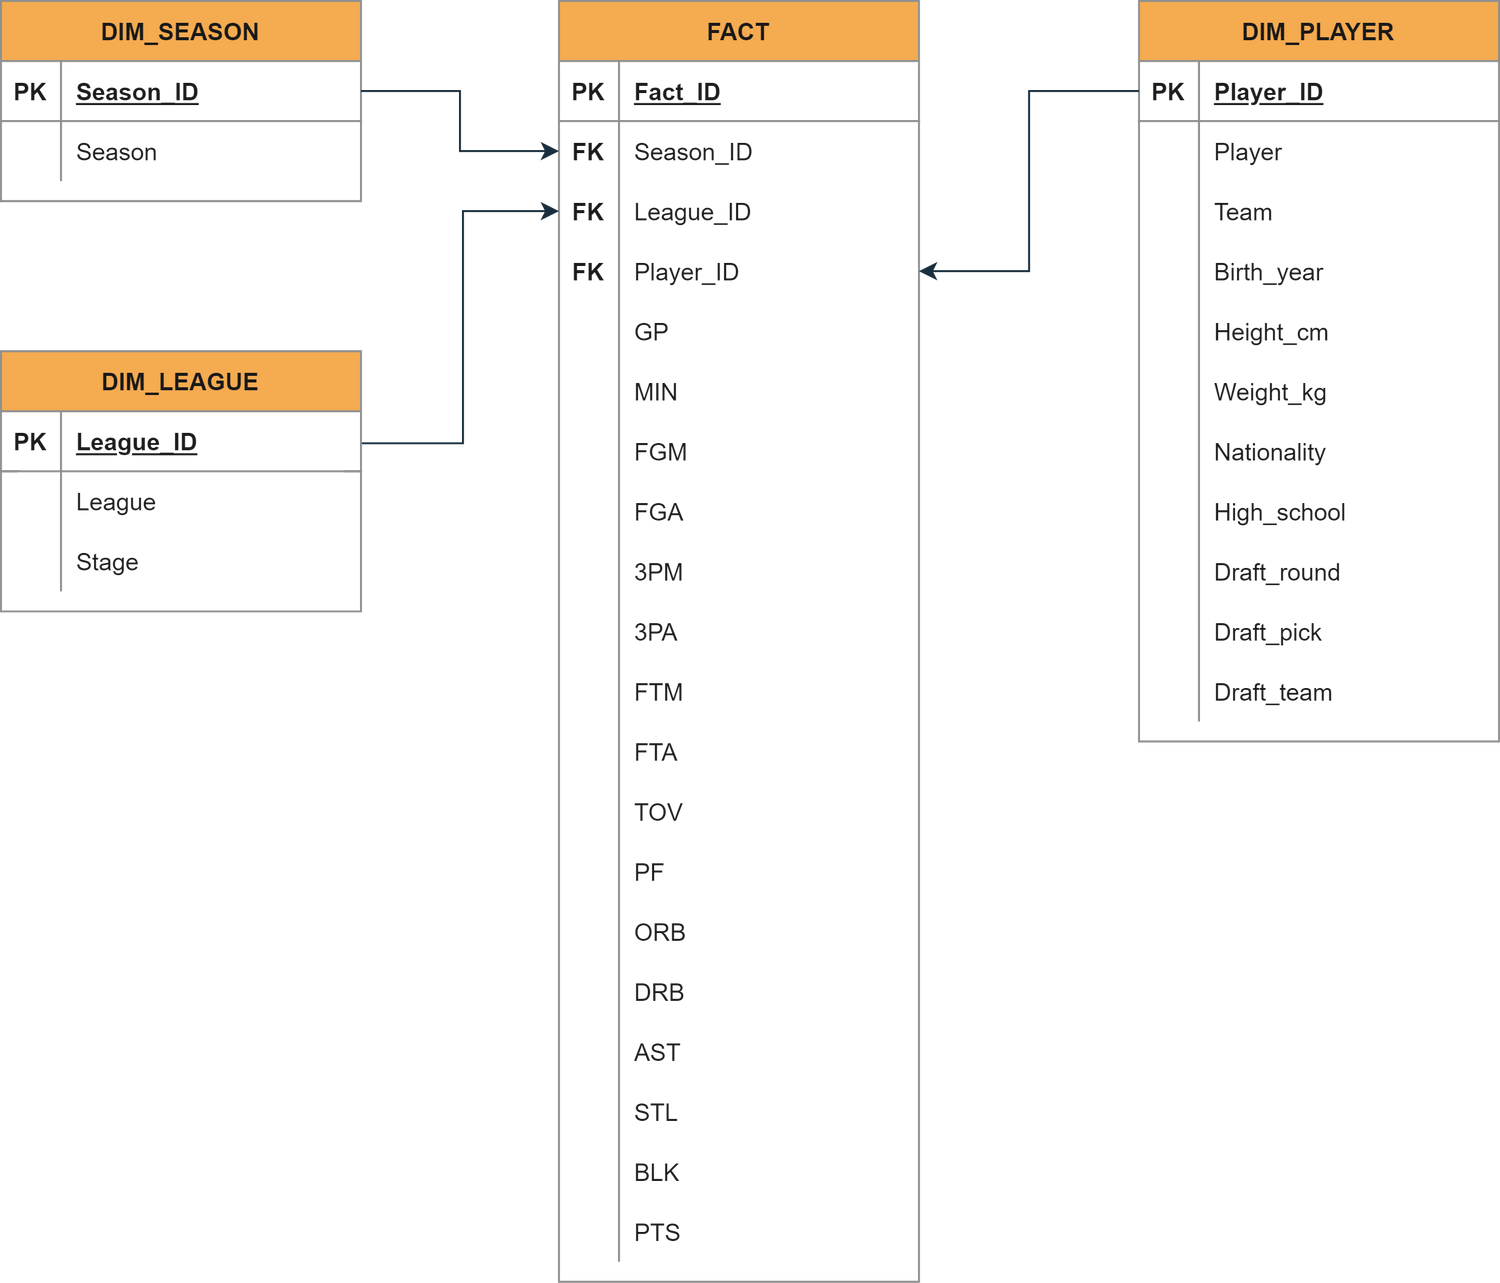 DIM_SEASON
PK Season_ID
Season
DIM_LEAGUE
PK League_ID
League
Stage
FACT
PK Fact_ID
FK Season_ID
FK League_ID
FK Player_ID
GP
MIN
FGM
FGA
3PM
3PA
FTM
FTA
TOV
PF
ORB
DRB
AST
STL
BLK
PTS
DIM_PLAYER
PK Player_ID
Player
Team
Birth_year
Height_cm
Weight_kg
Nationality
High_school
Draft_round
Draft_pick
Draft_team